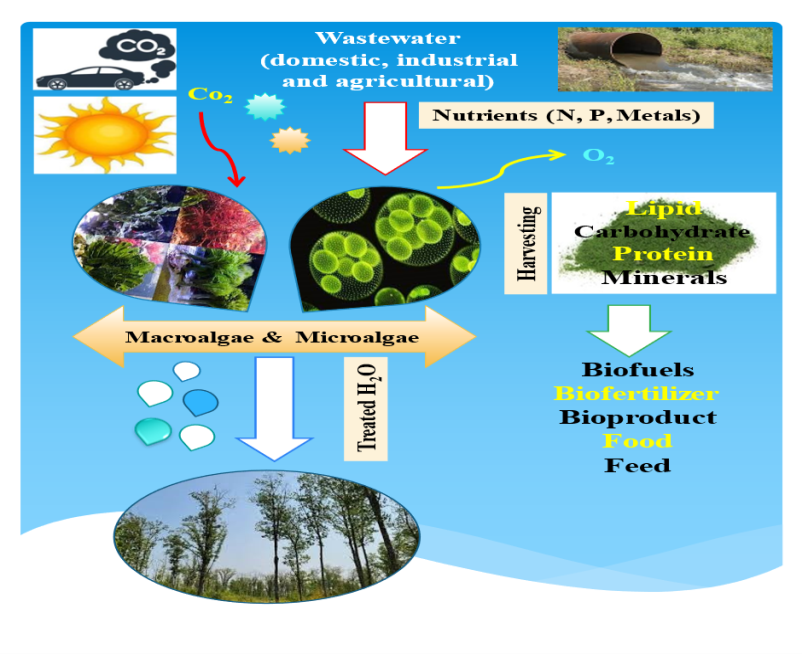 CO₂
Wastewater
(domestic, industrial
and agricultural)
Co₂
Nutrients (N, P, Metals)
O₂
Harvesting
Lipid
Carbohydrate
Protein
Minerals
Macroalgae & Microalgae
Treated H₂O
Biofuels
Biofertilizer
Bioproduct
Food
Feed